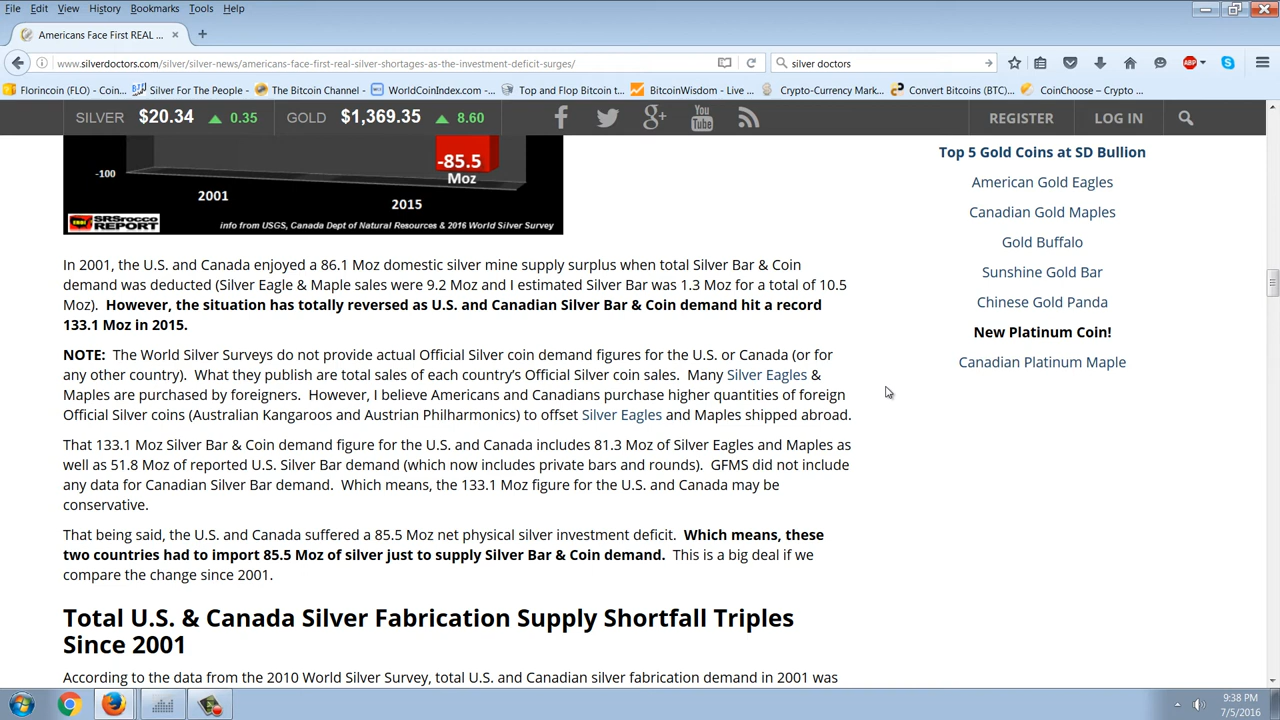 File Edit View History Bookmarks Tools Help
Americans Face First REAL ...
www.silverdoctors.com/silver/silver-news/americans-face-first-real-silver-shortages-as-the-investment-deficit-surges/
silver doctors
Florincoin (FLO) - Coin... Silver For The People - ... The Bitcoin Channel - ... WorldCoinIndex.com -... Top and Flop Bitcoin t... BitcoinWisdom - Live ... Crypto-Currency Mark... Convert Bitcoins (BTC)... CoinChoose – Crypto ...
ABP
SILVER $20.34 0.35 GOLD $1,369.35 8.60 REGISTER LOG IN
-100
-85.5
Moz
2001
2015
SRSrocco
REPORT
info from USGS, Canada Dept of Natural Resources & 2016 World Silver Survey
In 2001, the U.S. and Canada enjoyed a 86.1 Moz domestic silver mine supply surplus when total Silver Bar & Coin
demand was deducted (Silver Eagle & Maple sales were 9.2 Moz and I estimated Silver Bar was 1.3 Moz for a total of 10.5
Moz). However, the situation has totally reversed as U.S. and Canadian Silver Bar & Coin demand hit a record
133.1 Moz in 2015.
NOTE: The World Silver Surveys do not provide actual Official Silver coin demand figures for the U.S. or Canada (or for
any other country). What they publish are total sales of each country's Official Silver coin sales. Many Silver Eagles &
Maples are purchased by foreigners. However, I believe Americans and Canadians purchase higher quantities of foreign
Official Silver coins (Australian Kangaroos and Austrian Philharmonics) to offset Silver Eagles and Maples shipped abroad.
That 133.1 Moz Silver Bar & Coin demand figure for the U.S. and Canada includes 81.3 Moz of Silver Eagles and Maples as
well as 51.8 Moz of reported U.S. Silver Bar demand (which now includes private bars and rounds). GFMS did not include
any data for Canadian Silver Bar demand. Which means, the 133.1 Moz figure for the U.S. and Canada may be
conservative.
That being said, the U.S. and Canada suffered a 85.5 Moz net physical silver investment deficit. Which means, these
two countries had to import 85.5 Moz of silver just to supply Silver Bar & Coin demand. This is a big deal if we
compare the change since 2001.
Total U.S. & Canada Silver Fabrication Supply Shortfall Triples
Since 2001
According to the data from the 2010 World Silver Survey, total U.S. and Canadian silver fabrication demand in 2001 was
Top 5 Gold Coins at SD Bullion
American Gold Eagles
Canadian Gold Maples
Gold Buffalo
Sunshine Gold Bar
Chinese Gold Panda
New Platinum Coin!
Canadian Platinum Maple
9:38 PM
7/5/2016